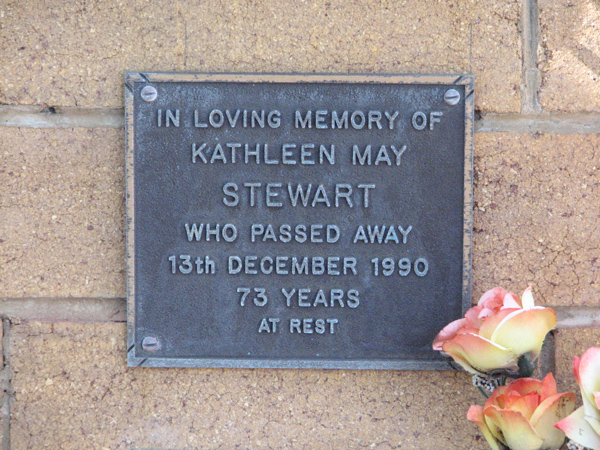 IN LOVING MEMORY OF
KATHLEEN MAY
STEWART
WHO PASSED AWAY
13th DECEMBER 1990
73 YEARS
AT REST